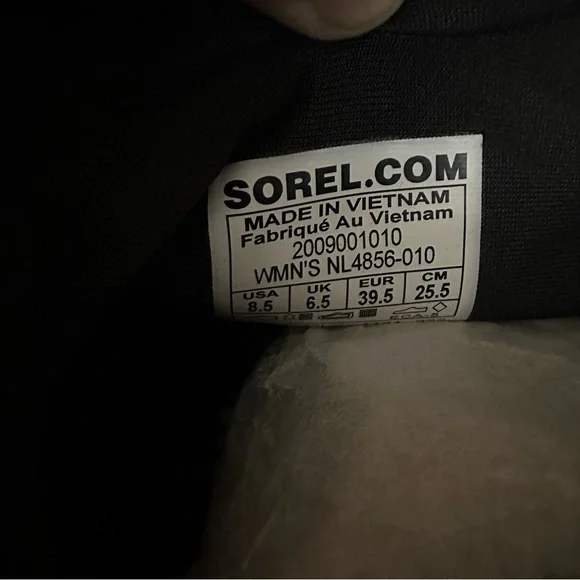 SOREL.COM
MADE IN VIETNAM
Fabriqué Au Vietnam
2009001010
WMN'S NL4856-010
USA UK EUR CM
8.5 6.5 39.5 25.5